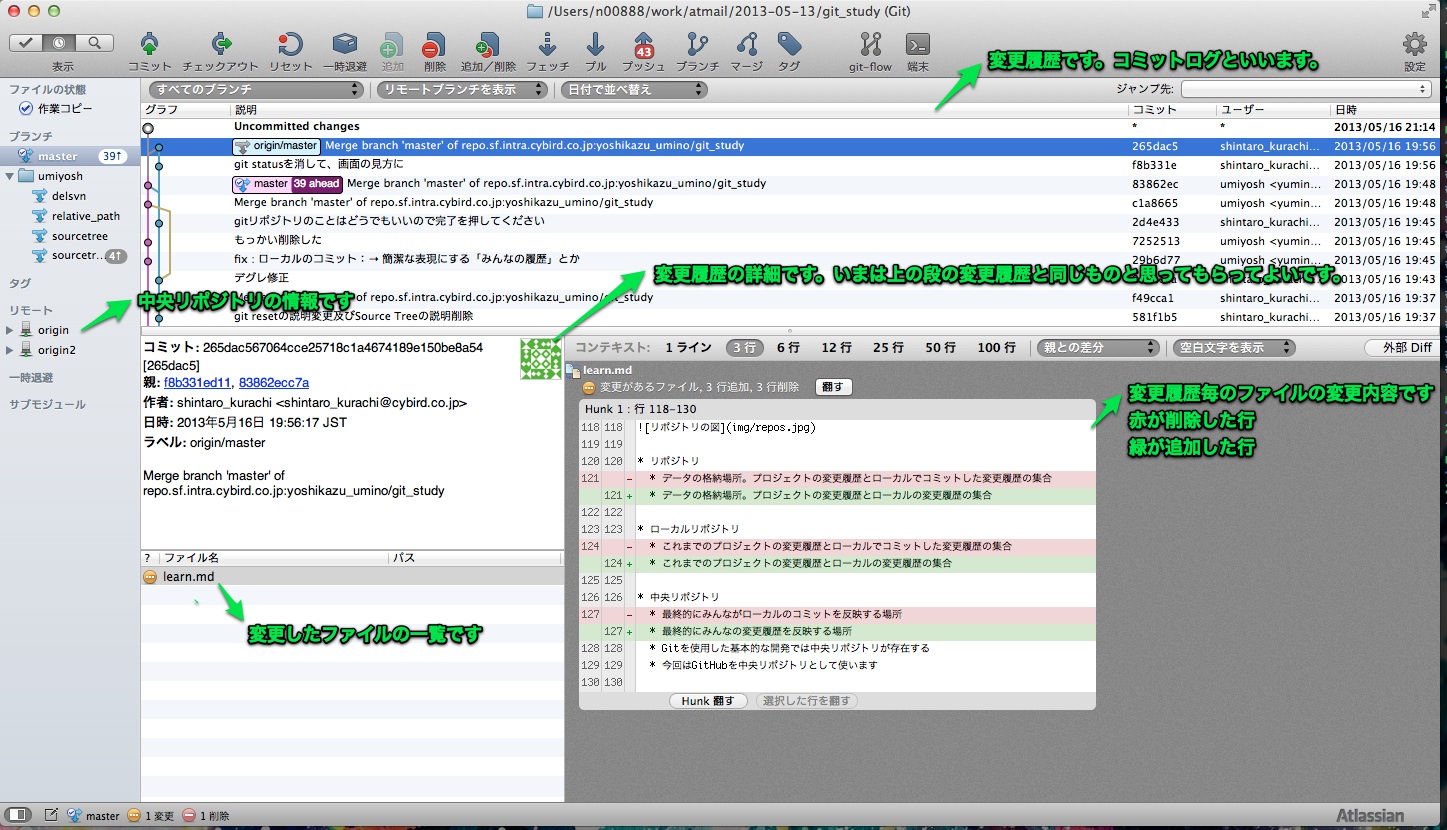 /Users/n00888/work/atmail/2013-05-13/git_study (Git)
表示 コミット チェックアウト リセット 一時退避 追加 削除 追加／削除 フェッチ プル 43 プッシュ ブランチ マージ タグ git-flow 端末 設定
変更履歴です。コミットログといいます。
ファイルの状態
作業コピー
ブランチ
master 39↑
umiyosh
delsvn
relative_path
sourcetree
sourcetr... 4↑
タグ
リモート
origin
origin2
一時退避
サブモジュール
中央リポジトリの情報です
すべてのブランチ リモートブランチを表示 日付で並べ替え ジャンプ先:
グラフ 説明 コミット ユーザー 日時
Uncommitted changes * * 2013/05/16 21:14
origin/master Merge branch 'master' of repo.sf.intra.cybird.co.jp:yoshikazu_umino/git_study 265dac5 shintaro_kurachi... 2013/05/16 19:56
git statusを消して、画面の見方に f8b331e shintaro_kurachi... 2013/05/16 19:56
master 39 ahead Merge branch 'master' of repo.sf.intra.cybird.co.jp:yoshikazu_umino/git_study 83862ec umiyosh <yumin... 2013/05/16 19:48
Merge branch 'master' of repo.sf.intra.cybird.co.jp:yoshikazu_umino/git_study c1a8665 umiyosh <yumin... 2013/05/16 19:48
gitリポジトリのことはどうでもいいので完了を押してください 2d4e433 shintaro_kurachi... 2013/05/16 19:45
もっかい削除した 7252513 umiyosh <yumin... 2013/05/16 19:45
fix : ローカルのコミット：→ 簡潔な表現にする「みんなの履歴」とか 29b6d77 umiyosh <yumin... 2013/05/16 19:45
デグレ修正 shintaro_kurachi... 2013/05/16 19:43
of repo.sf.intra.cybird.co.jp:yoshikazu_umino/git_study f49cca1 shintaro_kurachi... 2013/05/16 19:37
git resetの説明変更及びSource Treeの説明削除 581f1b5 shintaro_kurachi... 2013/05/16 19:37
変更履歴の詳細です。いまは上の段の変更履歴と同じものと思ってもらってよいです。
コミット: 265dac567064cce25718c1a4674189e150be8a54
[265dac5]
親: f8b331ed11, 83862ecc7a
作者: shintaro_kurachi <shintaro_kurachi@cybird.co.jp>
日時: 2013年5月16日 19:56:17 JST
ラベル: origin/master
Merge branch 'master' of
repo.sf.intra.cybird.co.jp:yoshikazu_umino/git_study
? ファイル名 パス
learn.md
変更したファイルの一覧です
コンテキスト: 1 ライン 3 行 6 行 12 行 25 行 50 行 100 行 親との差分 空白文字を表示 外部 Diff
learn.md
変更があるファイル, 3 行追加, 3 行削除 翻す
Hunk 1 : 行 118-130
118 118 ![リポジトリの図](img/repos.jpg)
119 119
120 120 * リポジトリ
121 - * データの格納場所。プロジェクトの変更履歴とローカルでコミットした変更履歴の集合
121 + * データの格納場所。プロジェクトの変更履歴とローカルの変更履歴の集合
122 122
123 123 * ローカルリポジトリ
124 - * これまでのプロジェクトの変更履歴とローカルでコミットした変更履歴の集合
124 + * これまでのプロジェクトの変更履歴とローカルの変更履歴の集合
125 125
126 126 * 中央リポジトリ
127 - * 最終的にみんながローカルのコミットを反映する場所
127 + * 最終的にみんなの変更履歴を反映する場所
128 128 * Gitを使用した基本的な開発では中央リポジトリが存在する
129 129 * 今回はGitHubを中央リポジトリとして使います
130 130
Hunk 翻す 選択した行を翻す
変更履歴毎のファイルの変更内容です
赤が削除した行
緑が追加した行
master 1 変更 1 削除
Atlassian